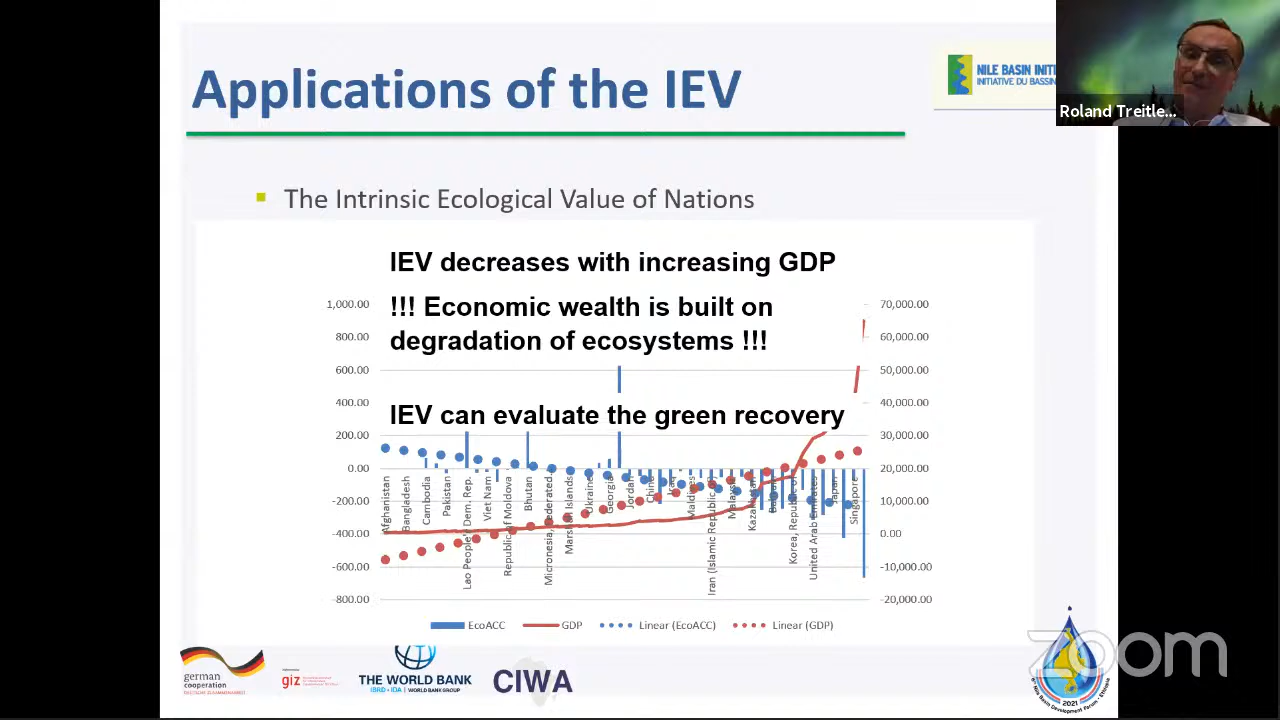 Applications of the IEV
NILE BASIN INITI
INITIATIVE DU BASSIN
Roland Treitle...
The Intrinsic Ecological Value of Nations
IEV decreases with increasing GDP
!!! Economic wealth is built on
degradation of ecosystems !!!
IEV can evaluate the green recovery
1,000.00
800.00
600.00
400.00
200.00
0.00
-200.00
-400.00
-600.00
-800.00
70,000.00
60,000.00
50,000.00
40,000.00
30,000.00
20,000.00
10,000.00
0.00
-10,000.00
-20,000.00
Afghanistan
Bangladesh
Cambodia
Pakistan
Lao People's Dem. Rep.
Viet Nam
Republic of Moldova
Bhutan
Micronesia, Federated
Marshall Islands
Ukraine
Georgia
Jordan
China
Iraq
Maldives
Iran (Islamic Republic of
Malaysia
Kazakhstan
Korea, Republic
United Arab Emirates
Japan
Singapore
EcoACC
GDP
Linear (EcoACC)
Linear (GDP)
german
cooperation
DEUTSCHE ZUSAMMENARBEIT
giz
THE WORLD BANK
IBRD • IDA | WORLD BANK GROUP
CIWA
zoom
2021